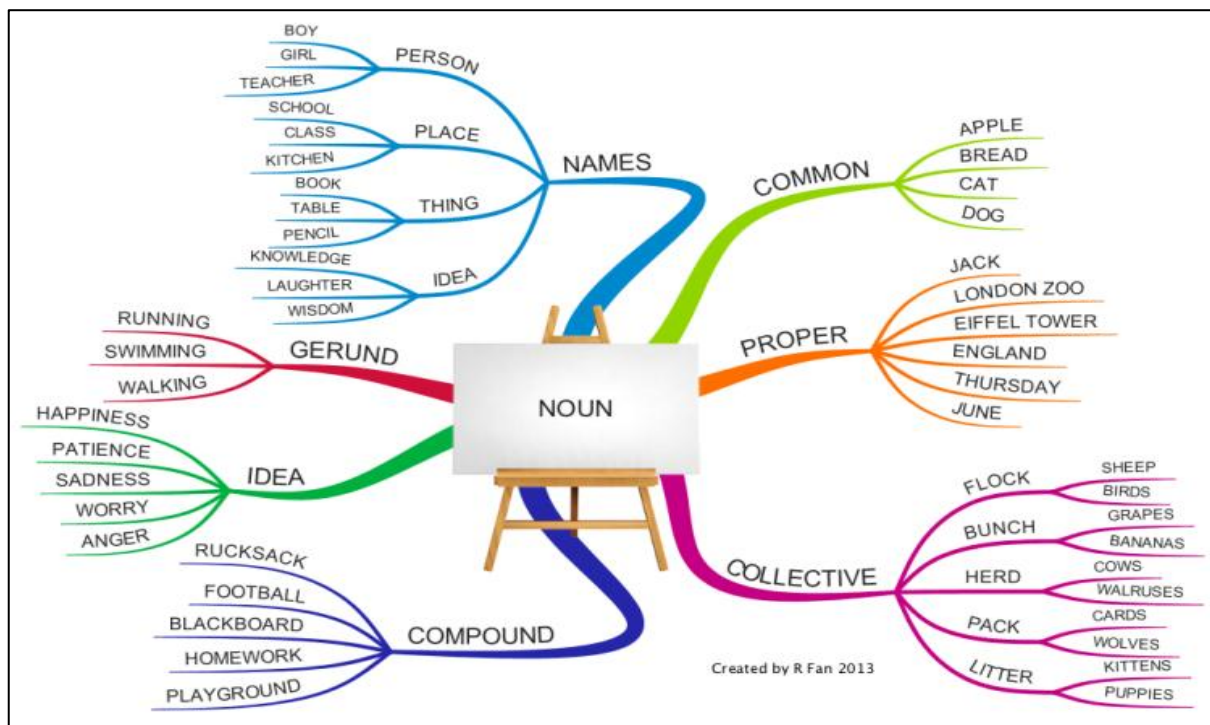 NOUN
NAMES
PERSON
BOY
GIRL
TEACHER
PLACE
SCHOOL
CLASS
KITCHEN
THING
BOOK
TABLE
PENCIL
IDEA
KNOWLEDGE
LAUGHTER
WISDOM
COMMON
APPLE
BREAD
CAT
DOG
PROPER
JACK
LONDON ZOO
EIFFEL TOWER
ENGLAND
THURSDAY
JUNE
COLLECTIVE
FLOCK
SHEEP
BIRDS
BUNCH
GRAPES
BANANAS
HERD
COWS
WALRUSES
PACK
CARDS
WOLVES
LITTER
KITTENS
PUPPIES
COMPOUND
RUCKSACK
FOOTBALL
BLACKBOARD
HOMEWORK
PLAYGROUND
IDEA
HAPPINESS
PATIENCE
SADNESS
WORRY
ANGER
GERUND
RUNNING
SWIMMING
WALKING
Created by R Fan 2013